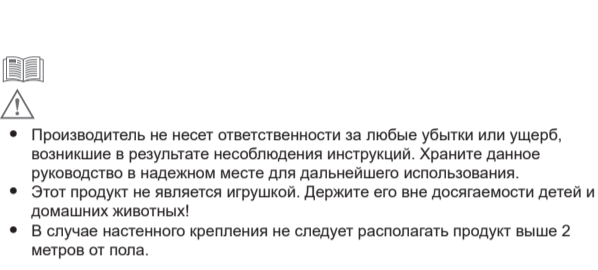 • Производитель не несет ответственности за любые убытки или ущерб,
возникшие в результате несоблюдения инструкций. Храните данное
руководство в надежном месте для дальнейшего использования.
• Этот продукт не является игрушкой. Держите его вне досягаемости детей и
домашних животных!
• В случае настенного крепления не следует располагать продукт выше 2
метров от пола.